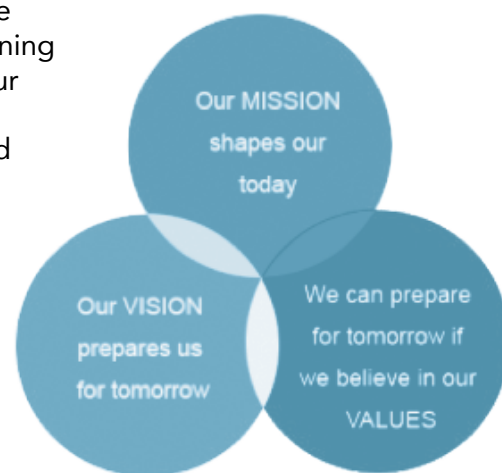 Our MISSION
shapes our
today
Our VISION
prepares us
for tomorrow
We can prepare
for tomorrow if
we believe in our
VALUES